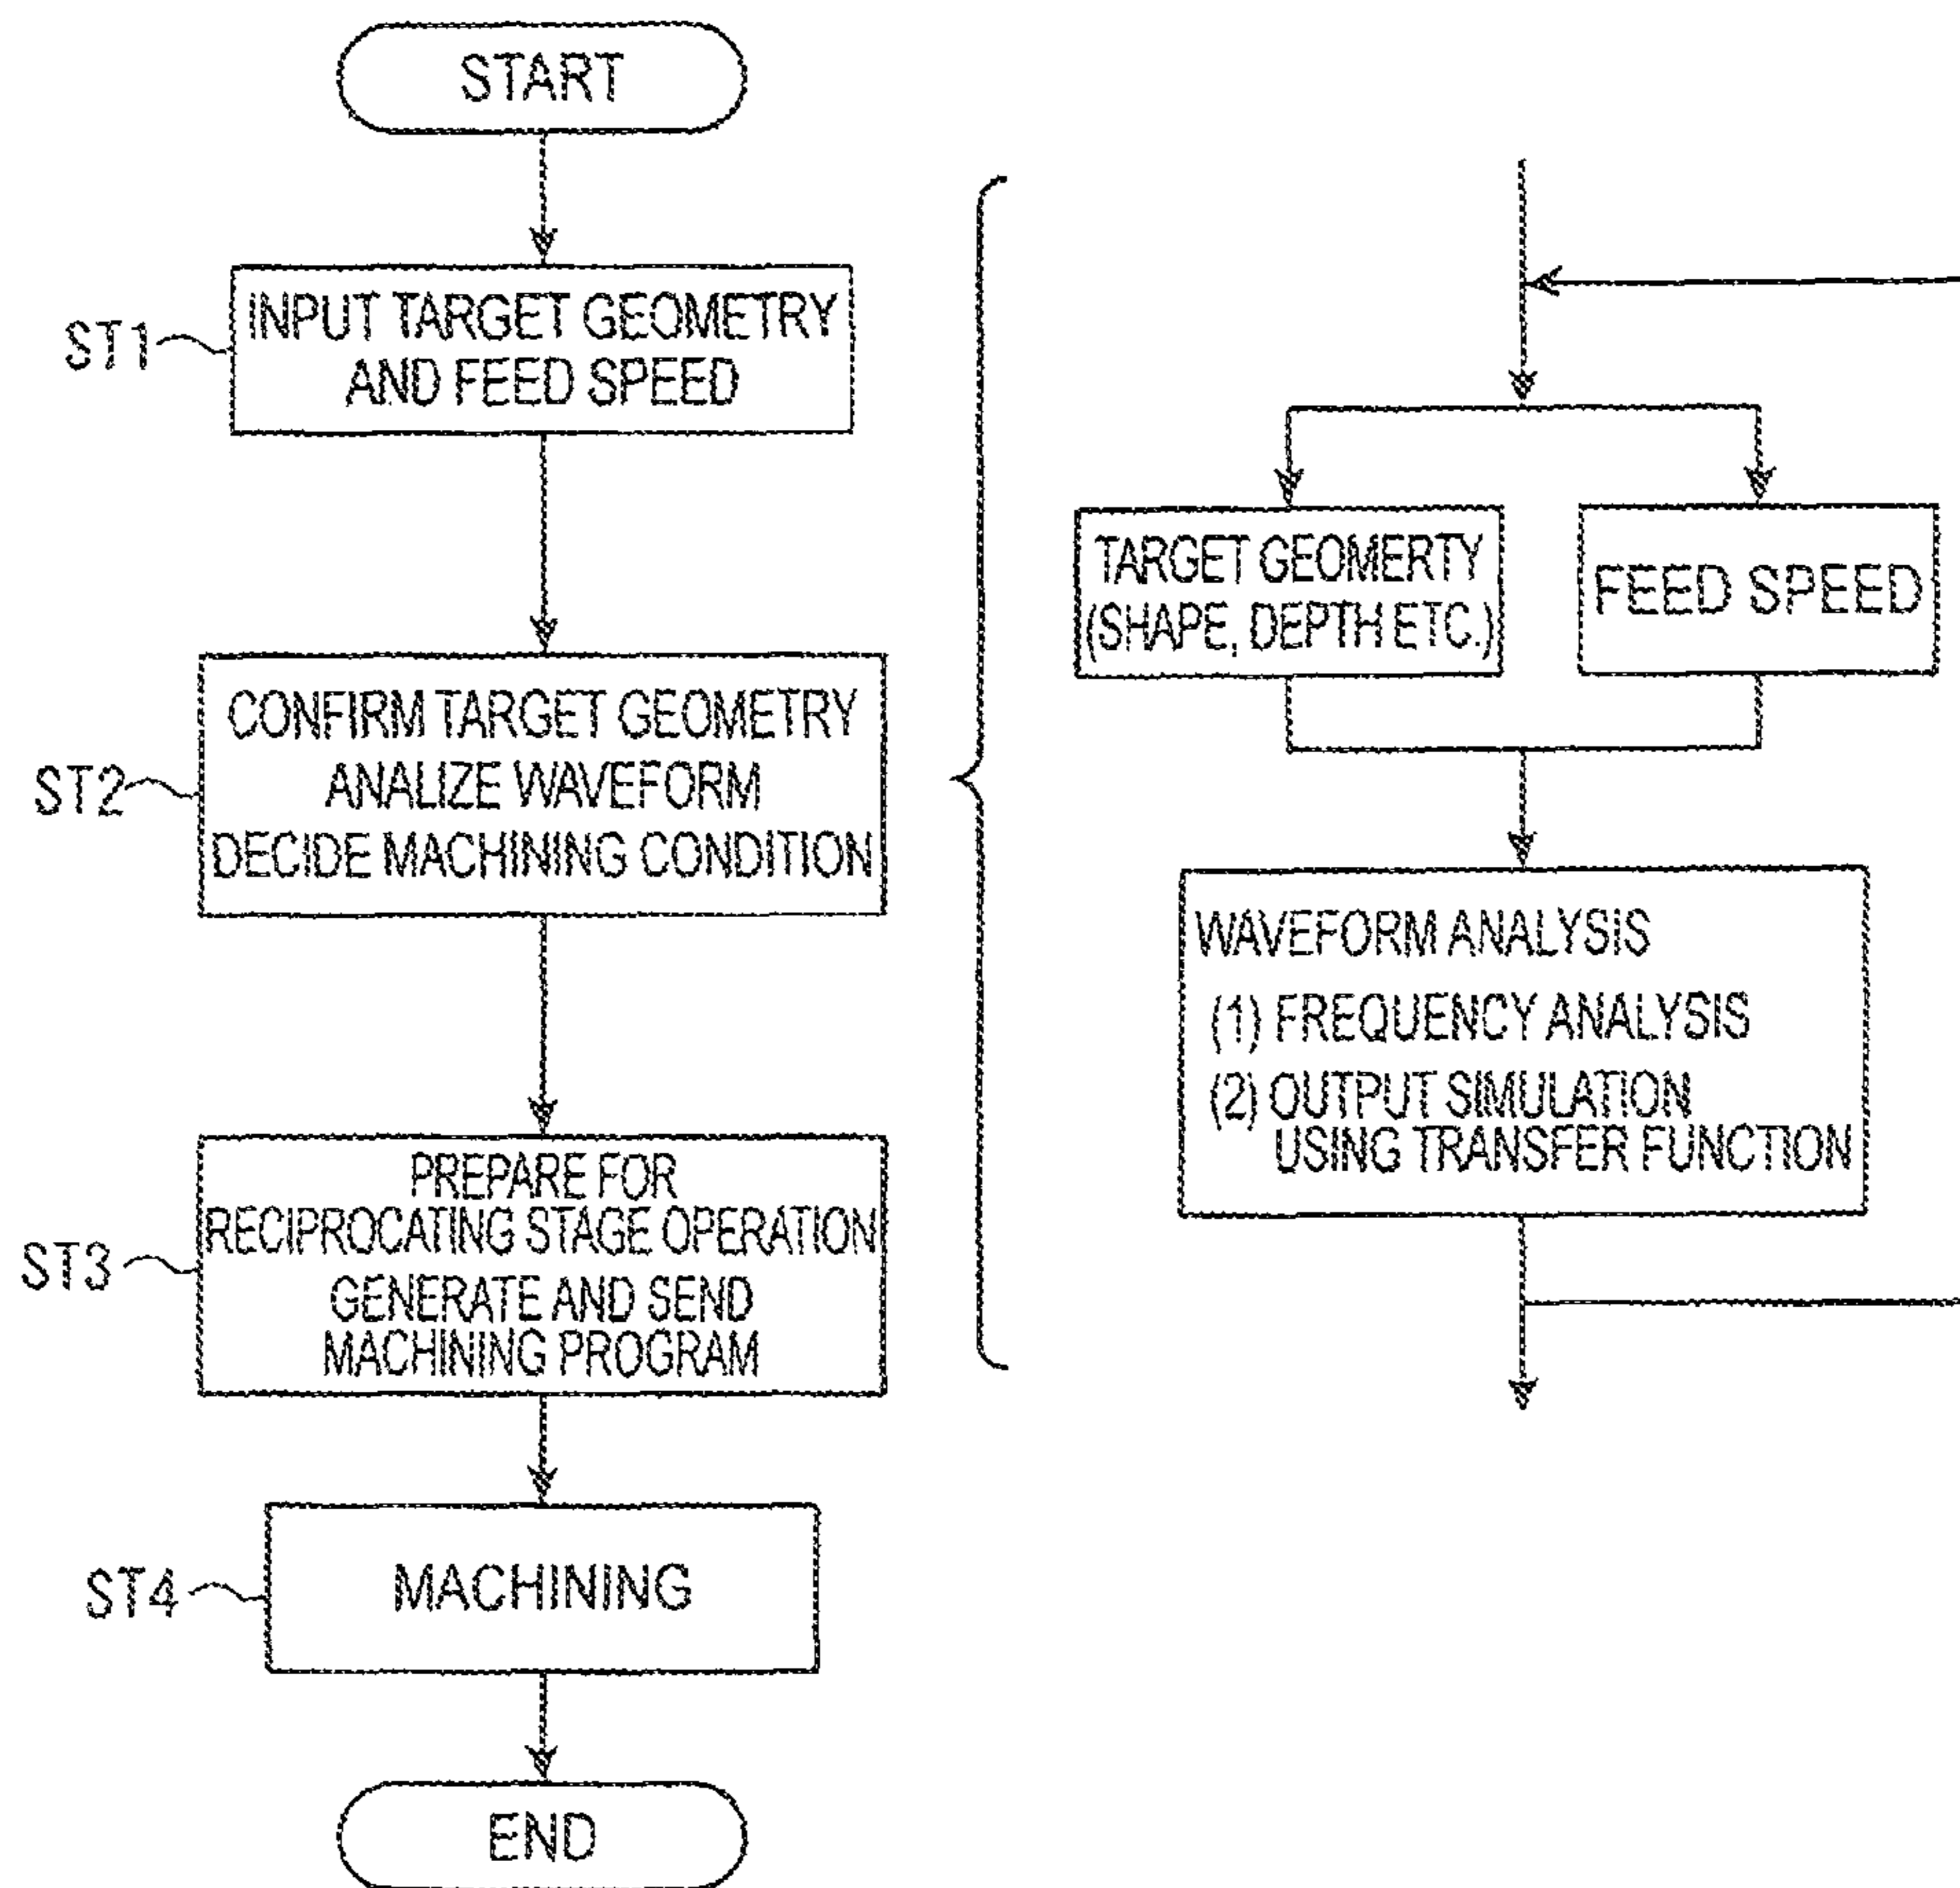 START
ST1
INPUT TARGET GEOMETRY
AND FEED SPEED
ST2
CONFIRM TARGET GEOMETRY
ANALIZE WAVEFORM
DECIDE MACHINING CONDITION
ST3
PREPARE FOR
RECIPROCATING STAGE OPERATION
GENERATE AND SEND
MACHINING PROGRAM
ST4
MACHINING
END
TARGET GEOMERTY
(SHAPE, DEPTH ETC.)
FEED SPEED
WAVEFORM ANALYSIS
(1) FREQUENCY ANALYSIS
(2) OUTPUT SIMULATION
USING TRANSFER FUNCTION